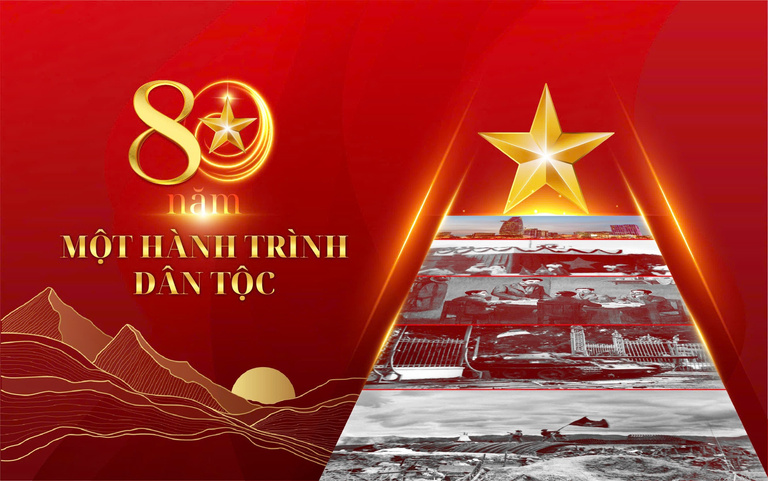 80
năm
MỘT HÀNH TRÌNH
DÂN TỘC